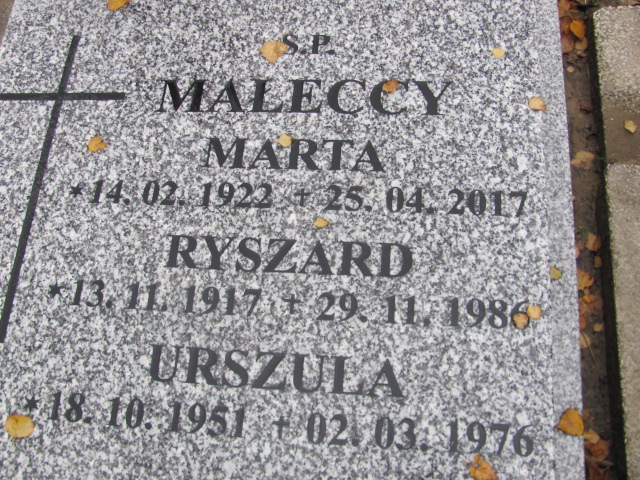 S.P.
MALECCY
MARTA
*14. 02. 1922 + 25. 04. 2017
RYSZARD
*13. 11. 1917 + 29. 11. 1986
URSZULA
*18. 10. 1951 + 02. 03. 1976